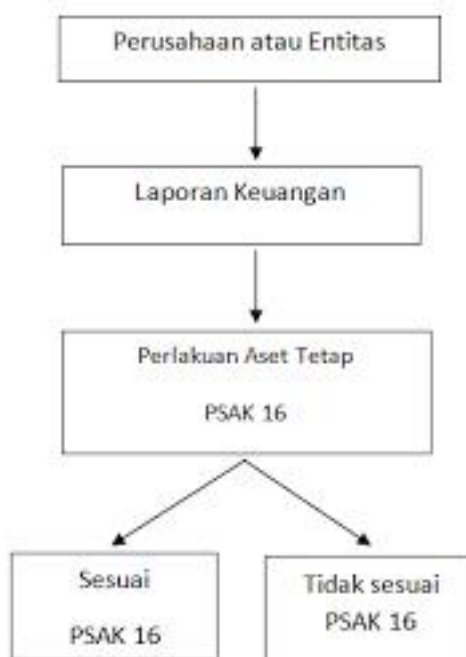 Perusahaan atau Entitas
Laporan Keuangan
Perlakuan Aset Tetap
PSAK 16
Sesuai
PSAK 16
Tidak sesuai
PSAK 16